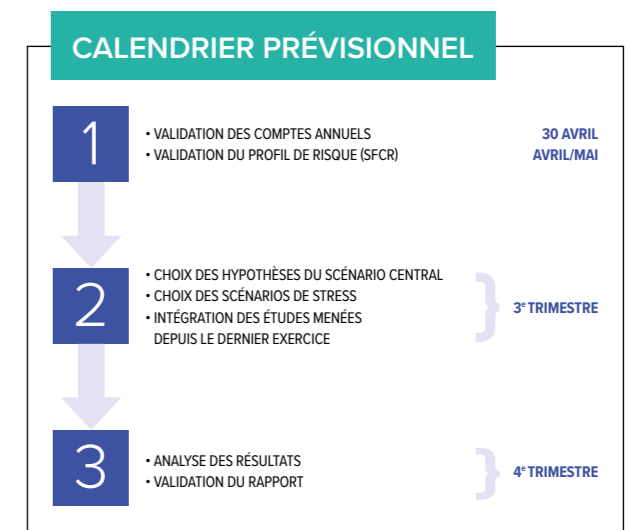 CALENDRIER PRÉVISIONNEL
1
• VALIDATION DES COMPTES ANNUELS
30 AVRIL
• VALIDATION DU PROFIL DE RISQUE (SFCR)
AVRIL/MAI
2
• CHOIX DES HYPOTHÈSES DU SCÉNARIO CENTRAL
• CHOIX DES SCÉNARIOS DE STRESS
• INTÉGRATION DES ÉTUDES MENÉES
DEPUIS LE DERNIER EXERCICE
3e TRIMESTRE
3
• ANALYSE DES RÉSULTATS
• VALIDATION DU RAPPORT
4e TRIMESTRE